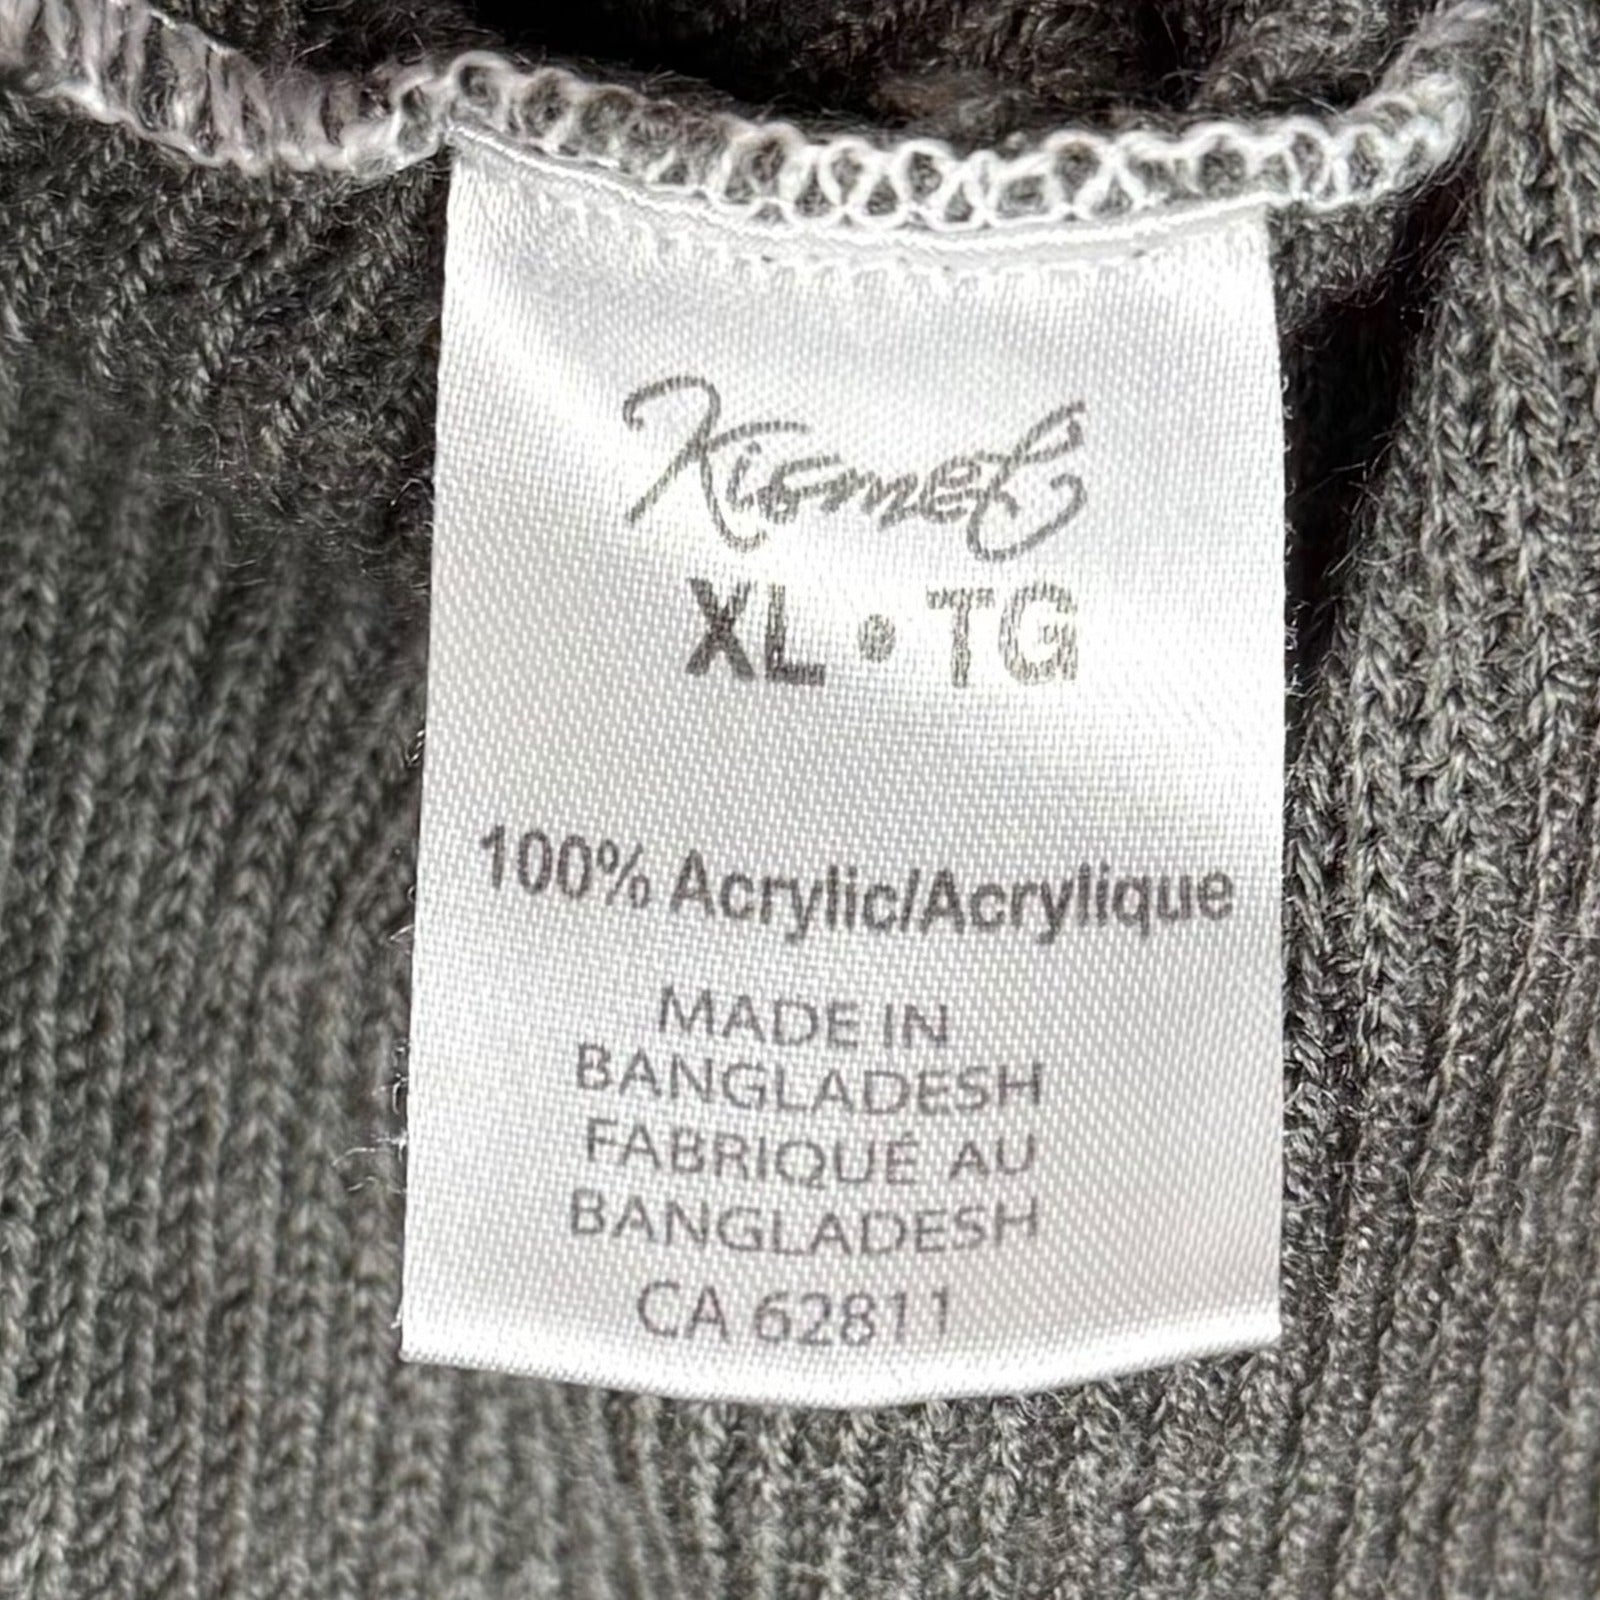 Kismet
XL • TG
100% Acrylic/Acrylique
MADE IN
BANGLADESH
FABRIQUÉ AU
BANGLADESH
CA 62811